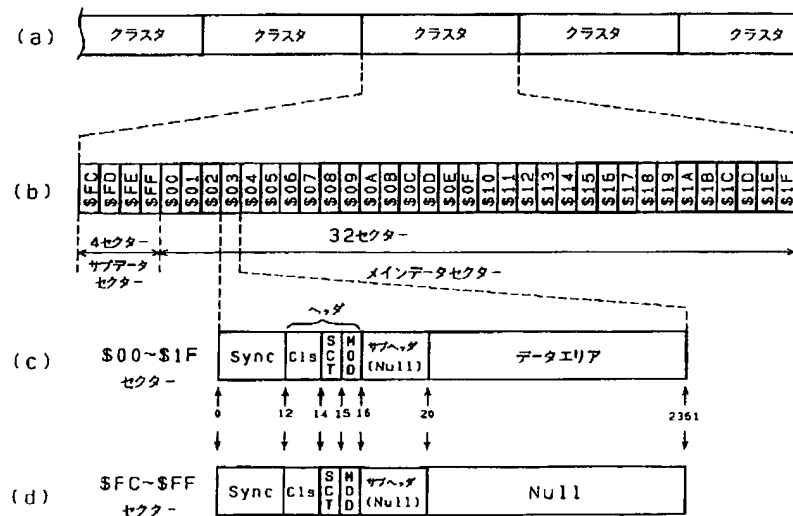 (a) クラスタ クラスタ クラスタ クラスタ クラスタ
(b) $FC $FD $FE $FF $00 $01 $02 $03 $04 $05 $06 $07 $08 $09 $0A $0B $0C $0D $0E $0F $10 $11 $12 $13 $14 $15 $16 $17 $18 $19 $1A $1B $1C $1D $1E $1F
4セクター 32セクター
サブデータ メインデータセクター
セクター
ヘッダ
(c) $00~$1F Sync Cls SCT MOD サブヘッダ (Null) データエリア
セクター
0 12 14 15 16 20 2351
(d) $FC~$FF Sync Cls SCT MOD サブヘッダ (Null) Null
セクター